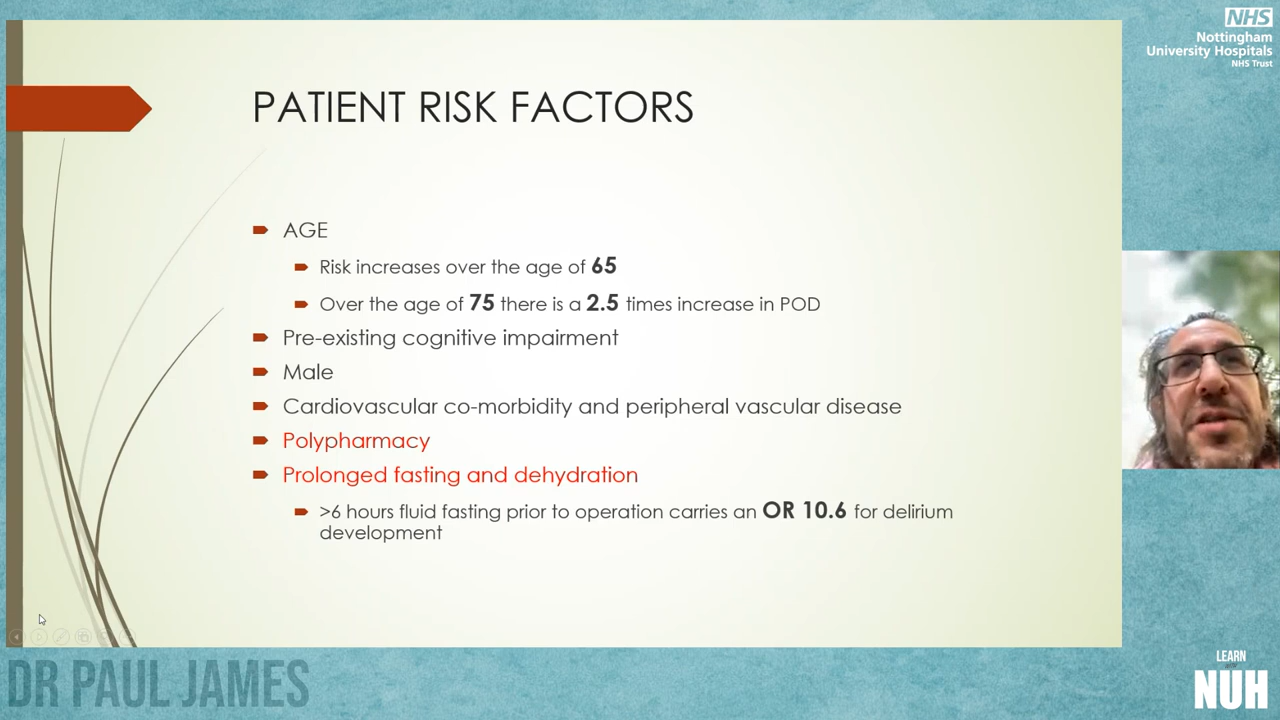 PATIENT RISK FACTORS
AGE
Risk increases over the age of 65
Over the age of 75 there is a 2.5 times increase in POD
Pre-existing cognitive impairment
Male
Cardiovascular co-morbidity and peripheral vascular disease
Polypharmacy
Prolonged fasting and dehydration
>6 hours fluid fasting prior to operation carries an OR 10.6 for delirium
development
NHS
Nottingham
University Hospitals
NHS Trust
DR PAUL JAMES
LEARN
NUH